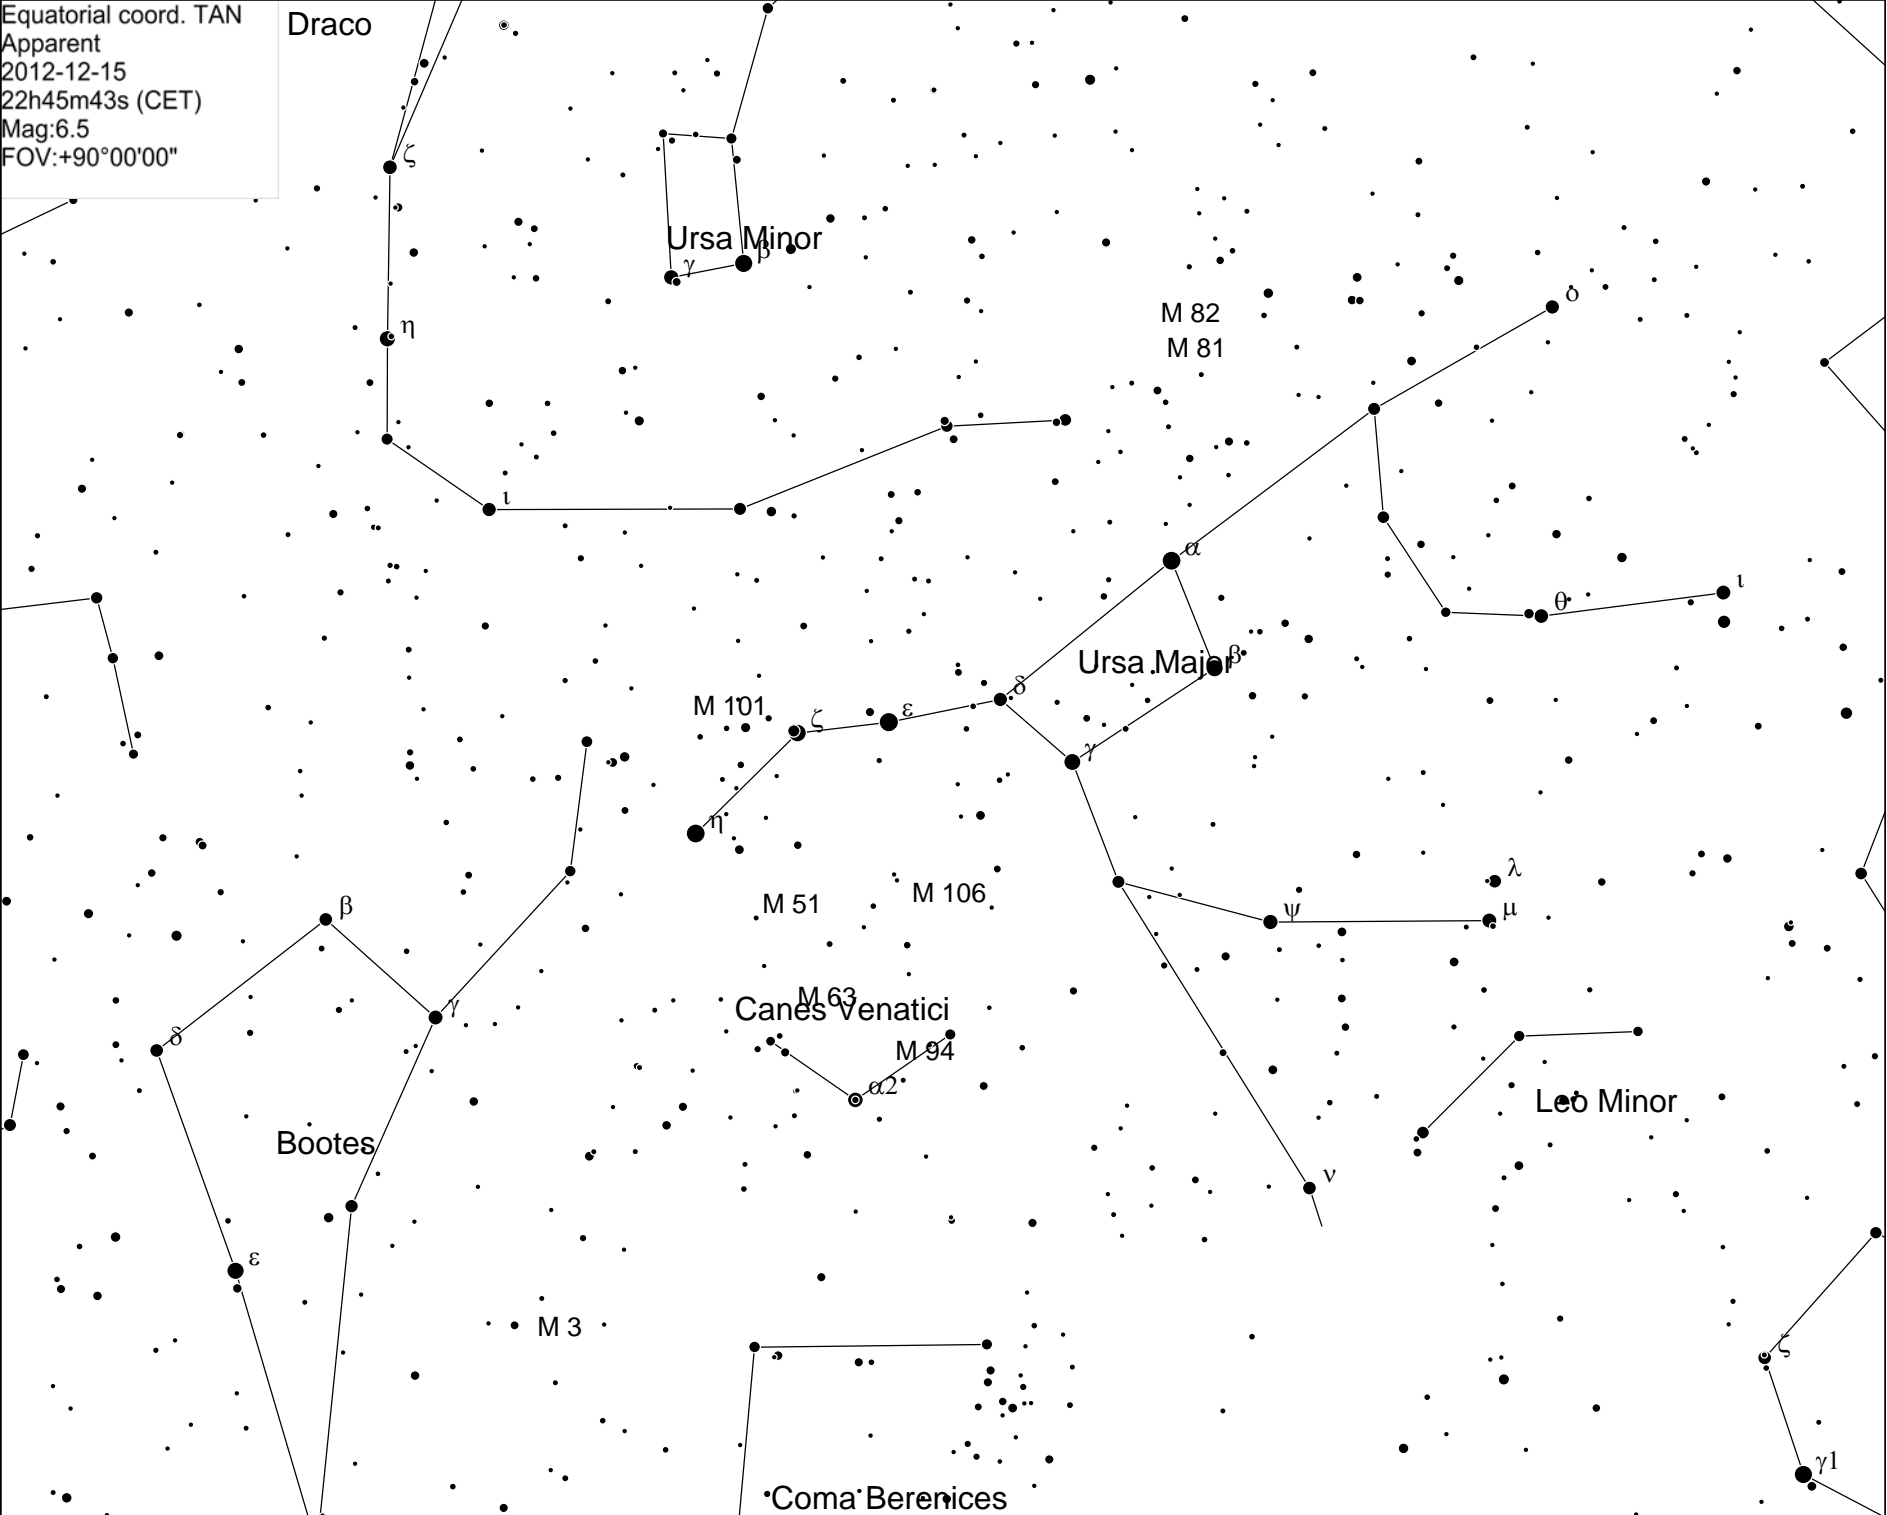 Equatorial coord. TAN
Apparent
2012-12-15
22h45m43s (CET)
Mag:6.5
FOV:+90°00'00"
Draco
ζ
Ursa Minor
β
γ
η
M 82
M 81
ο
ι
α
θ
ι
Ursa Major
β
δ
M 101
ζ
ε
γ
η
λ
M 106
M 51
β
ψ
μ
M 63
Canes Venatici
γ
δ
M 94
α2
Leo Minor
Bootes
ν
ε
M 3
ζ
γ1
Coma Berenices